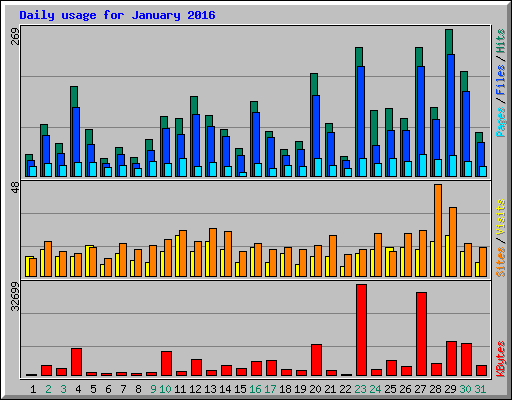 Daily usage for January 2016
269
Pages / Files / Hits
48
Sites / Visits
32699
KBytes
1 2 3 4 5 6 7 8 9 10 11 12 13 14 15 16 17 18 19 20 21 22 23 24 25 26 27 28 29 30 31